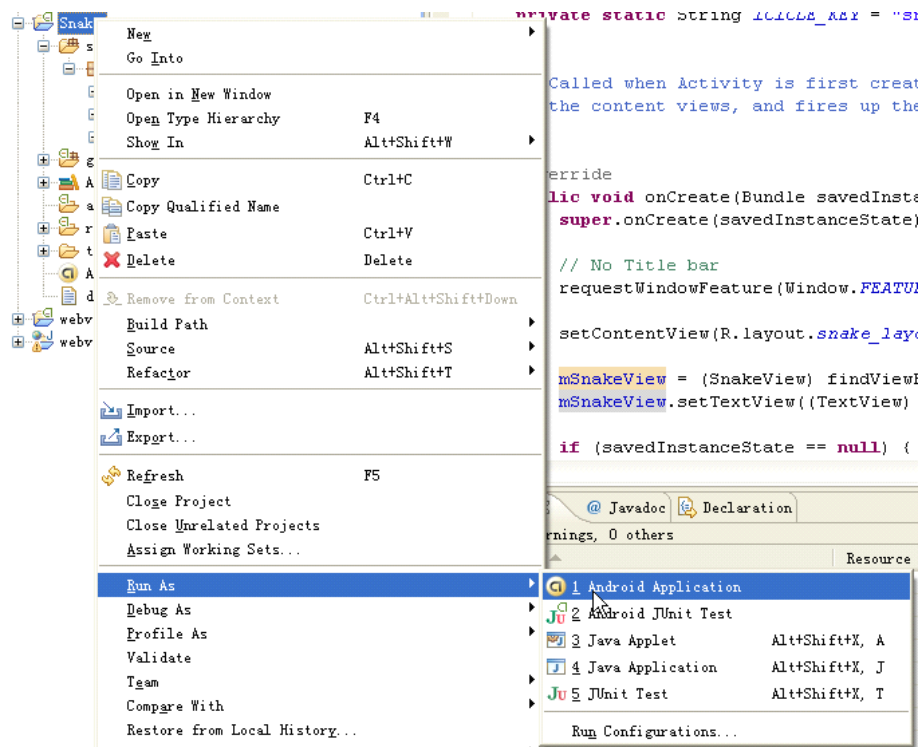 Snak
private static String ICICLE_KEY = "sn
New
Go Into
Open in New Window
Open Type Hierarchy F4
Show In Alt+Shift+W
Copy Ctrl+C
Copy Qualified Name
Paste Ctrl+V
Delete Delete
Remove from Context Ctrl+Alt+Shift+Down
Build Path
Source Alt+Shift+S
Refactor Alt+Shift+T
Import...
Export...
Refresh F5
Close Project
Close Unrelated Projects
Assign Working Sets...
Run As
Debug As
Profile As
Validate
Team
Compare With
Restore from Local History...
s
g
A
a
r
t
A
d
webv
webv
Called when Activity is first creat
the content views, and fires up the
erride
lic void onCreate(Bundle savedInsta
super.onCreate(savedInstanceState)
// No Title bar
requestWindowFeature(Window.FEATU
setContentView(R.layout.snake_layo
mSnakeView = (SnakeView) findView
mSnakeView.setTextView((TextView)
if (savedInstanceState == null) {
@ Javadoc Declaration
rnings, 0 others
Resource
1 Android Application
2 Android JUnit Test
3 Java Applet Alt+Shift+X, A
4 Java Application Alt+Shift+X, J
5 JUnit Test Alt+Shift+X, T
Run Configurations...